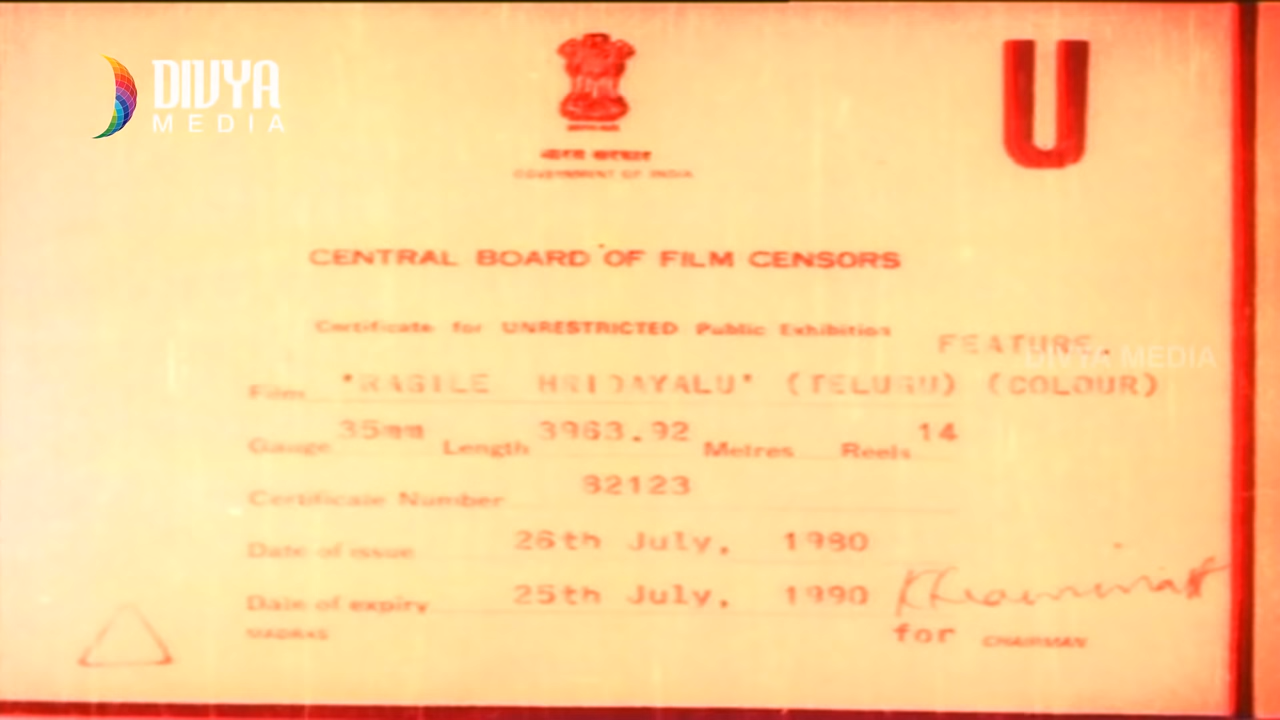 DIVYA
MEDIA
U
भारत सरकार
GOVERNMENT OF INDIA
CENTRAL BOARD OF FILM CENSORS
Certificate for UNRESTRICTED Public Exhibition
FEATURE.
DIVYA MEDIA
Film "RAGILE HRIDAYALU" (TELUGU) (COLOUR)
Gauge 35mm Length 3963.92 Metres Reels 14
Certificate Number 82123
Date of issue 26th July, 1980
Date of expiry 25th July, 1990
MADRAS
for CHAIRMAN